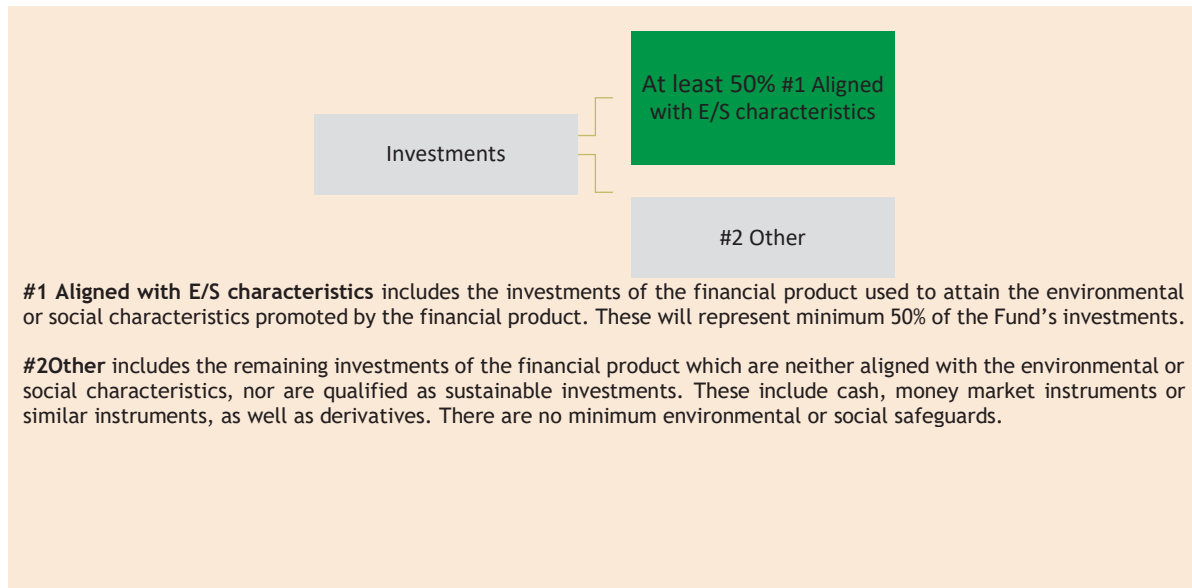 At least 50% #1 Aligned
with E/S characteristics
Investments
#2 Other
#1 Aligned with E/S characteristics includes the investments of the financial product used to attain the environmental
or social characteristics promoted by the financial product. These will represent minimum 50% of the Fund’s investments.
#2Other includes the remaining investments of the financial product which are neither aligned with the environmental or
social characteristics, nor are qualified as sustainable investments. These include cash, money market instruments or
similar instruments, as well as derivatives. There are no minimum environmental or social safeguards.